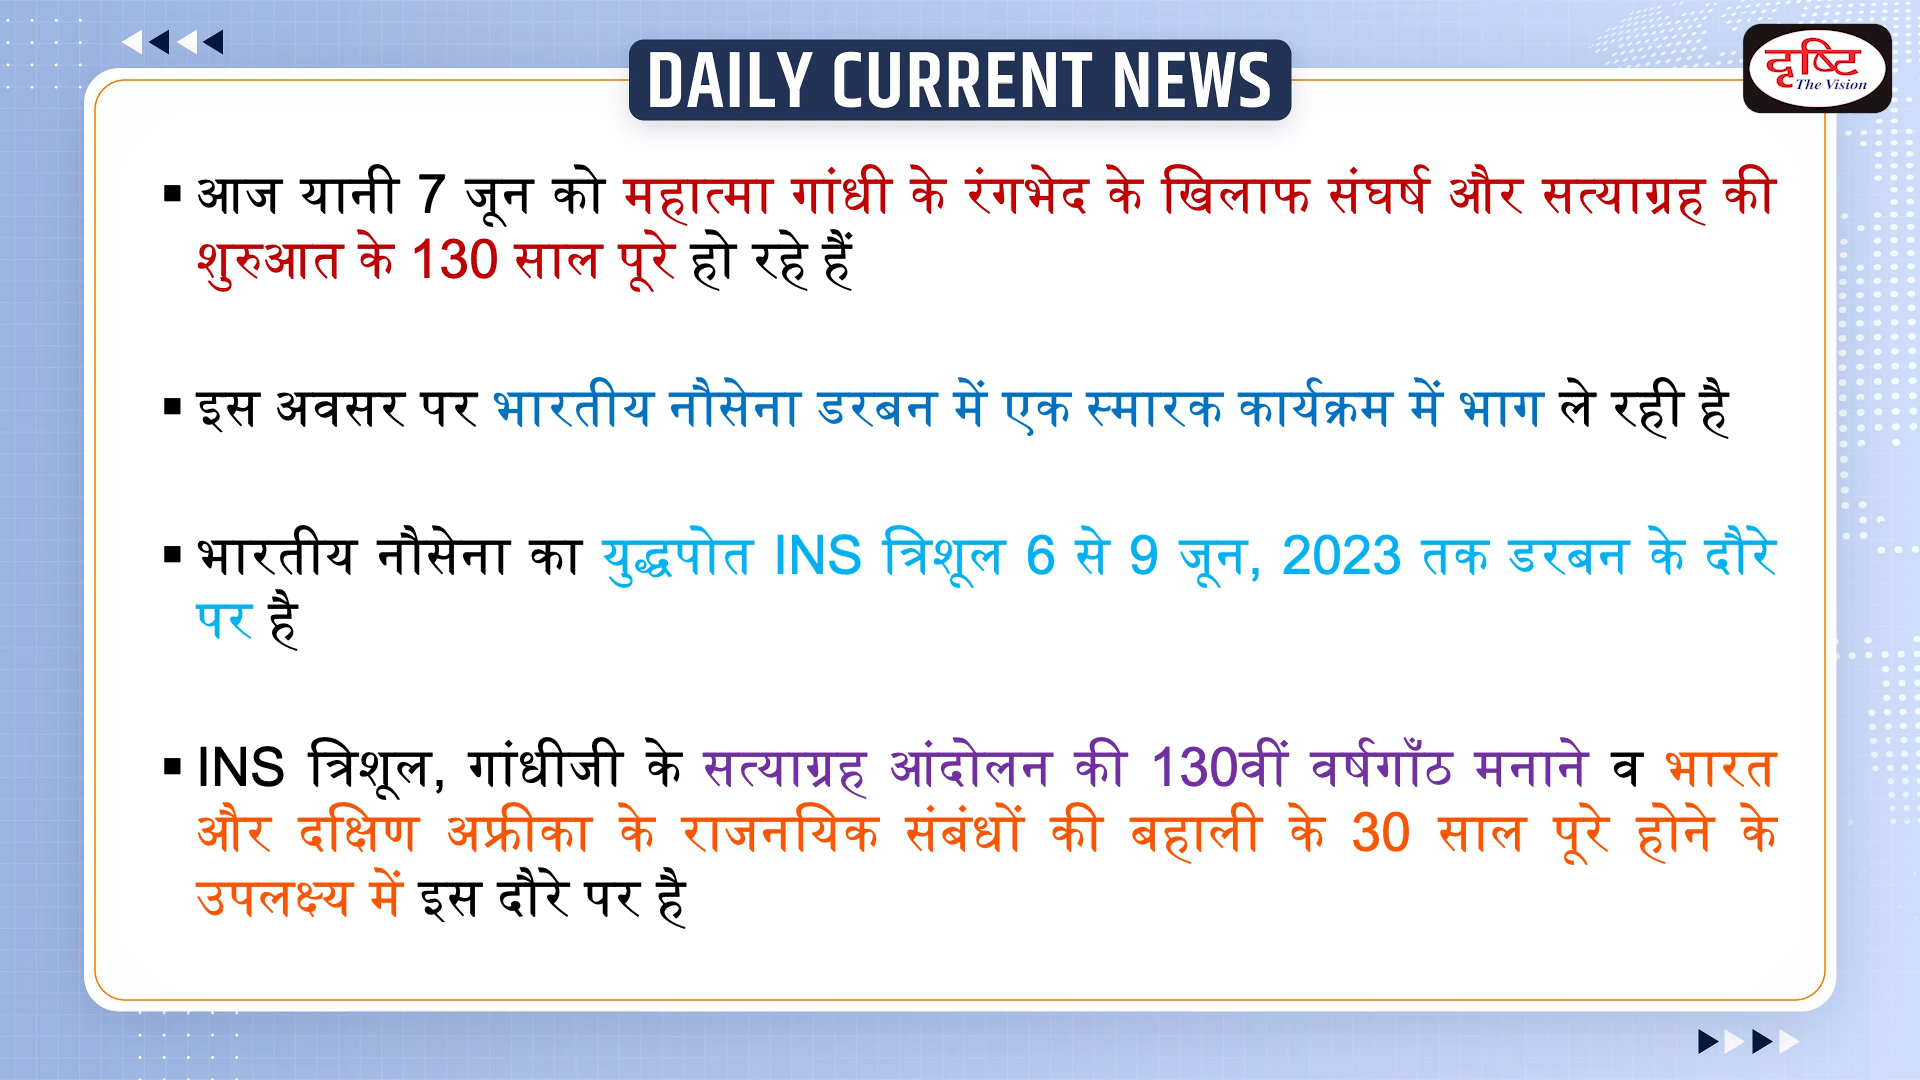 DAILY CURRENT NEWS
दृष्टि
The Vision
▪ आज यानी 7 जून को महात्मा गांधी के रंगभेद के खिलाफ संघर्ष और सत्याग्रह की
शुरुआत के 130 साल पूरे हो रहे हैं
▪ इस अवसर पर भारतीय नौसेना डरबन में एक स्मारक कार्यक्रम में भाग ले रही है
▪ भारतीय नौसेना का युद्धपोत INS त्रिशूल 6 से 9 जून, 2023 तक डरबन के दौरे
पर है
▪ INS त्रिशूल, गांधीजी के सत्याग्रह आंदोलन की 130वीं वर्षगाँठ मनाने व भारत
और दक्षिण अफ्रीका के राजनयिक संबंधों की बहाली के 30 साल पूरे होने के
उपलक्ष्य में इस दौरे पर है